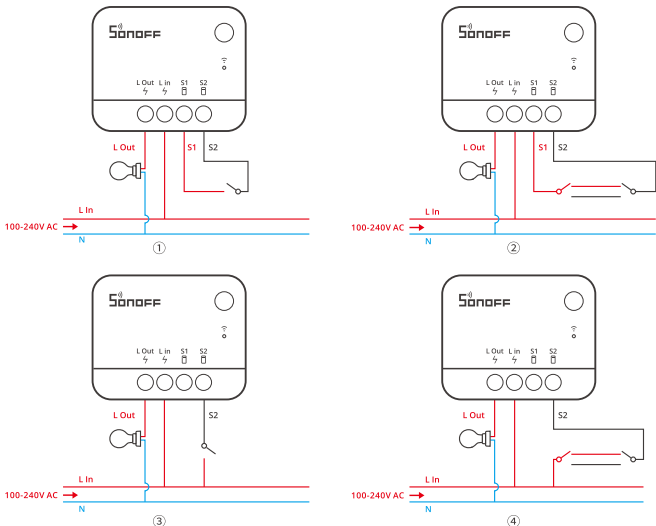 SONOFF
L Out L in S1 S2
L Out S1 S2
L In
100-240V AC
N
①
SONOFF
L Out L in S1 S2
L Out S1 S2
L In
100-240V AC
N
②
SONOFF
L Out L in S1 S2
L Out S2
L In
100-240V AC
N
③
SONOFF
L Out L in S1 S2
L Out S2
L In
100-240V AC
N
④